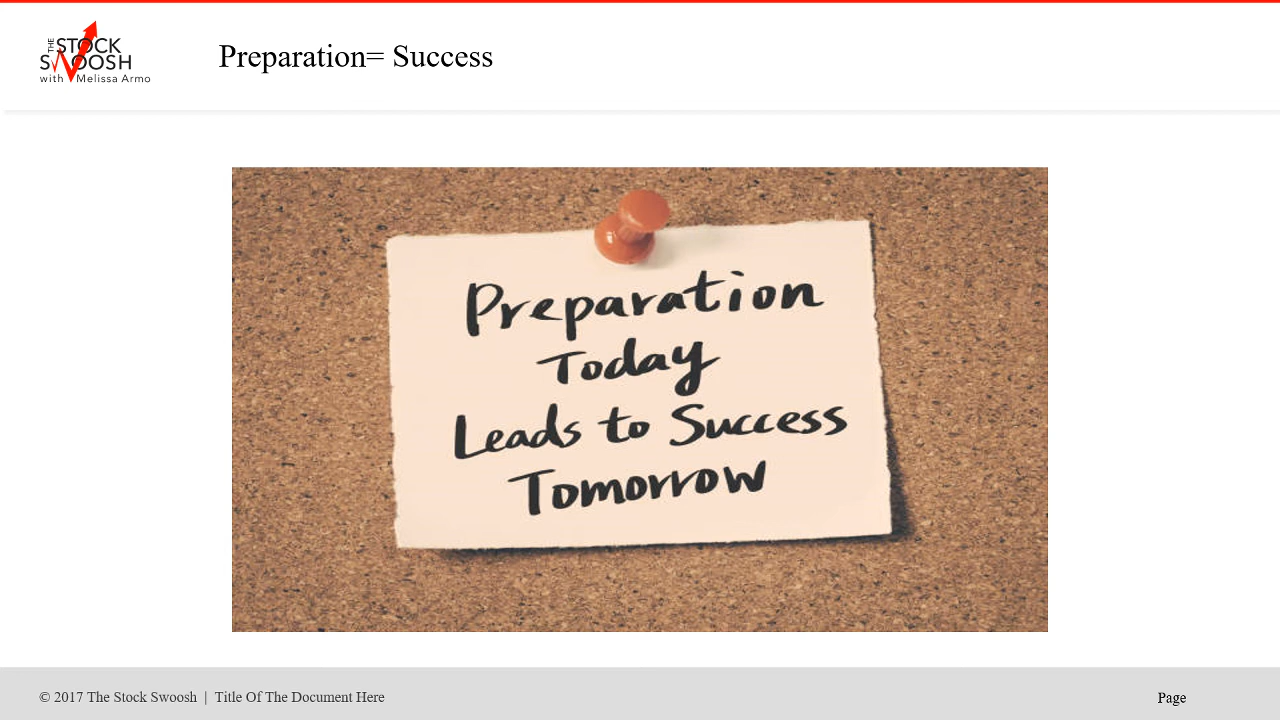 THE
STOCK
SWOOSH
with Melissa Armo
Preparation= Success
Preparation
Today
Leads to Success
Tomorrow
© 2017 The Stock Swoosh | Title Of The Document Here
Page